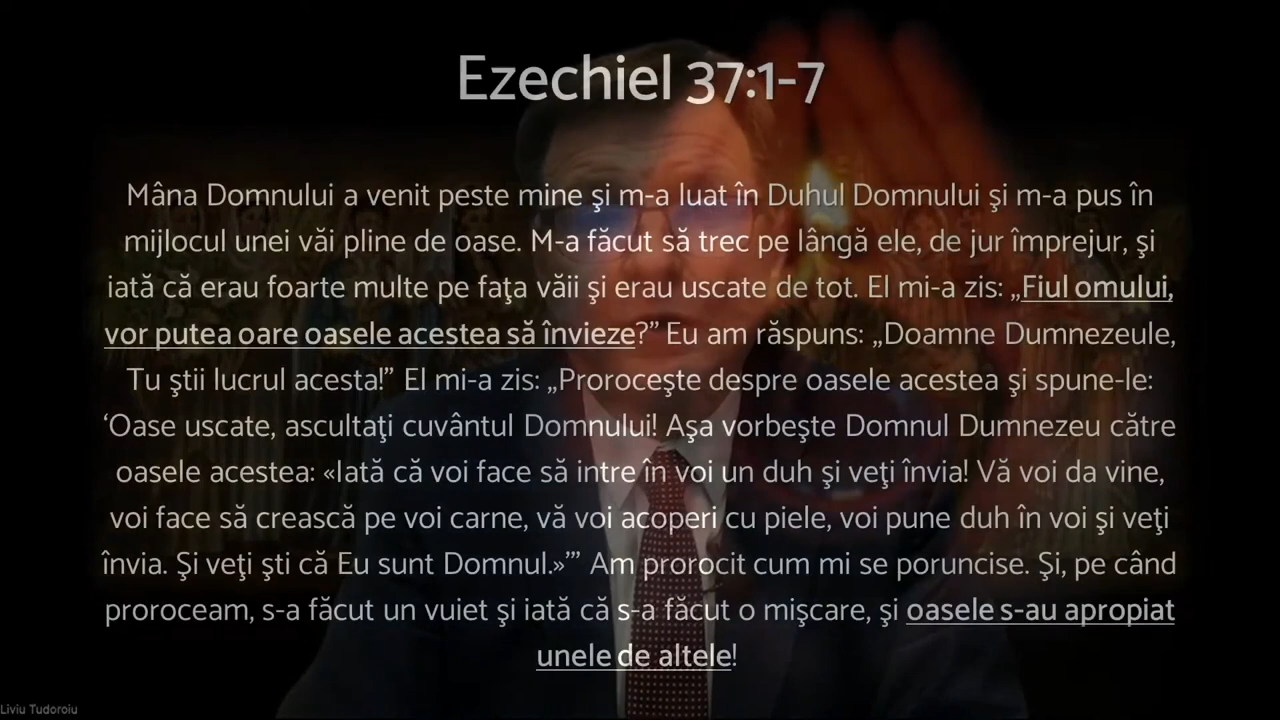 Ezechiel 37:1-7
Mâna Domnului a venit peste mine şi m-a luat în Duhul Domnului şi m-a pus în
mijlocul unei văi pline de oase. M-a făcut să trec pe lângă ele, de jur împrejur, şi
iată că erau foarte multe pe faţa văii şi erau uscate de tot. El mi-a zis: „Fiul omului,
vor putea oare oasele acestea să învieze?” Eu am răspuns: „Doamne Dumnezeule,
Tu ştii lucrul acesta!” El mi-a zis: „Proroceşte despre oasele acestea şi spune-le:
‘Oase uscate, ascultaţi cuvântul Domnului! Aşa vorbeşte Domnul Dumnezeu către
oasele acestea: «Iată că voi face să intre în voi un duh şi veţi învia! Vă voi da vine,
voi face să crească pe voi carne, vă voi acoperi cu piele, voi pune duh în voi şi veţi
învia. Şi veţi şti că Eu sunt Domnul.»’” Am prorocit cum mi se poruncise. Şi, pe când
proroceam, s-a făcut un vuiet şi iată că s-a făcut o mişcare, şi oasele s-au apropiat
unele de altele!
Liviu Tudoroiu